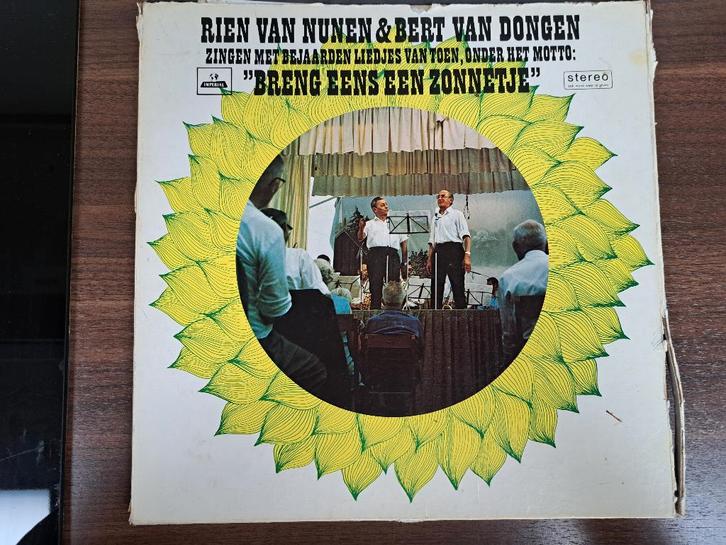 RIEN VAN NUNEN & BERT VAN DONGEN
ZINGEN MET BEJAARDEN LIEDJES VAN TOEN, ONDER HET MOTTO:
"BRENG EENS EEN ZONNETJE"
IMPERIAL
stereo